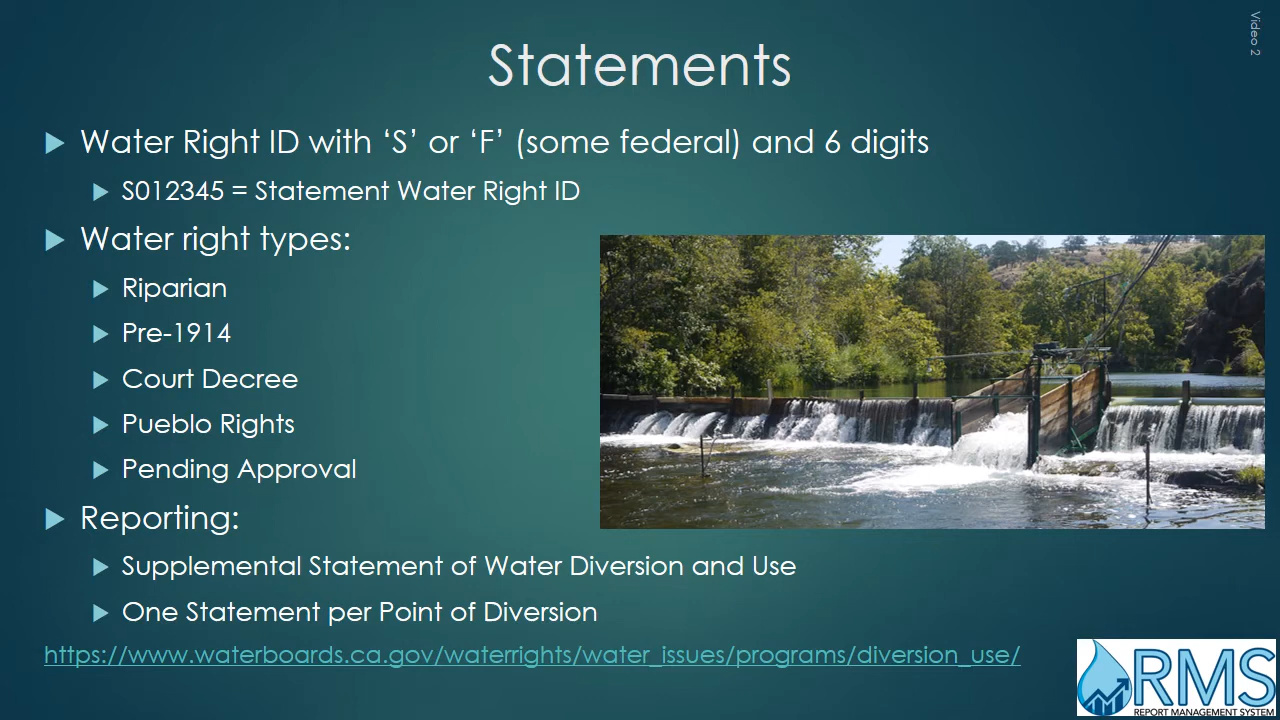 Video 2
Statements
Water Right ID with ‘S’ or ‘F’ (some federal) and 6 digits
S012345 = Statement Water Right ID
Water right types:
Riparian
Pre-1914
Court Decree
Pueblo Rights
Pending Approval
Reporting:
Supplemental Statement of Water Diversion and Use
One Statement per Point of Diversion
https://www.waterboards.ca.gov/waterrights/water_issues/programs/diversion_use/
RMS
REPORT MANAGEMENT SYSTEM